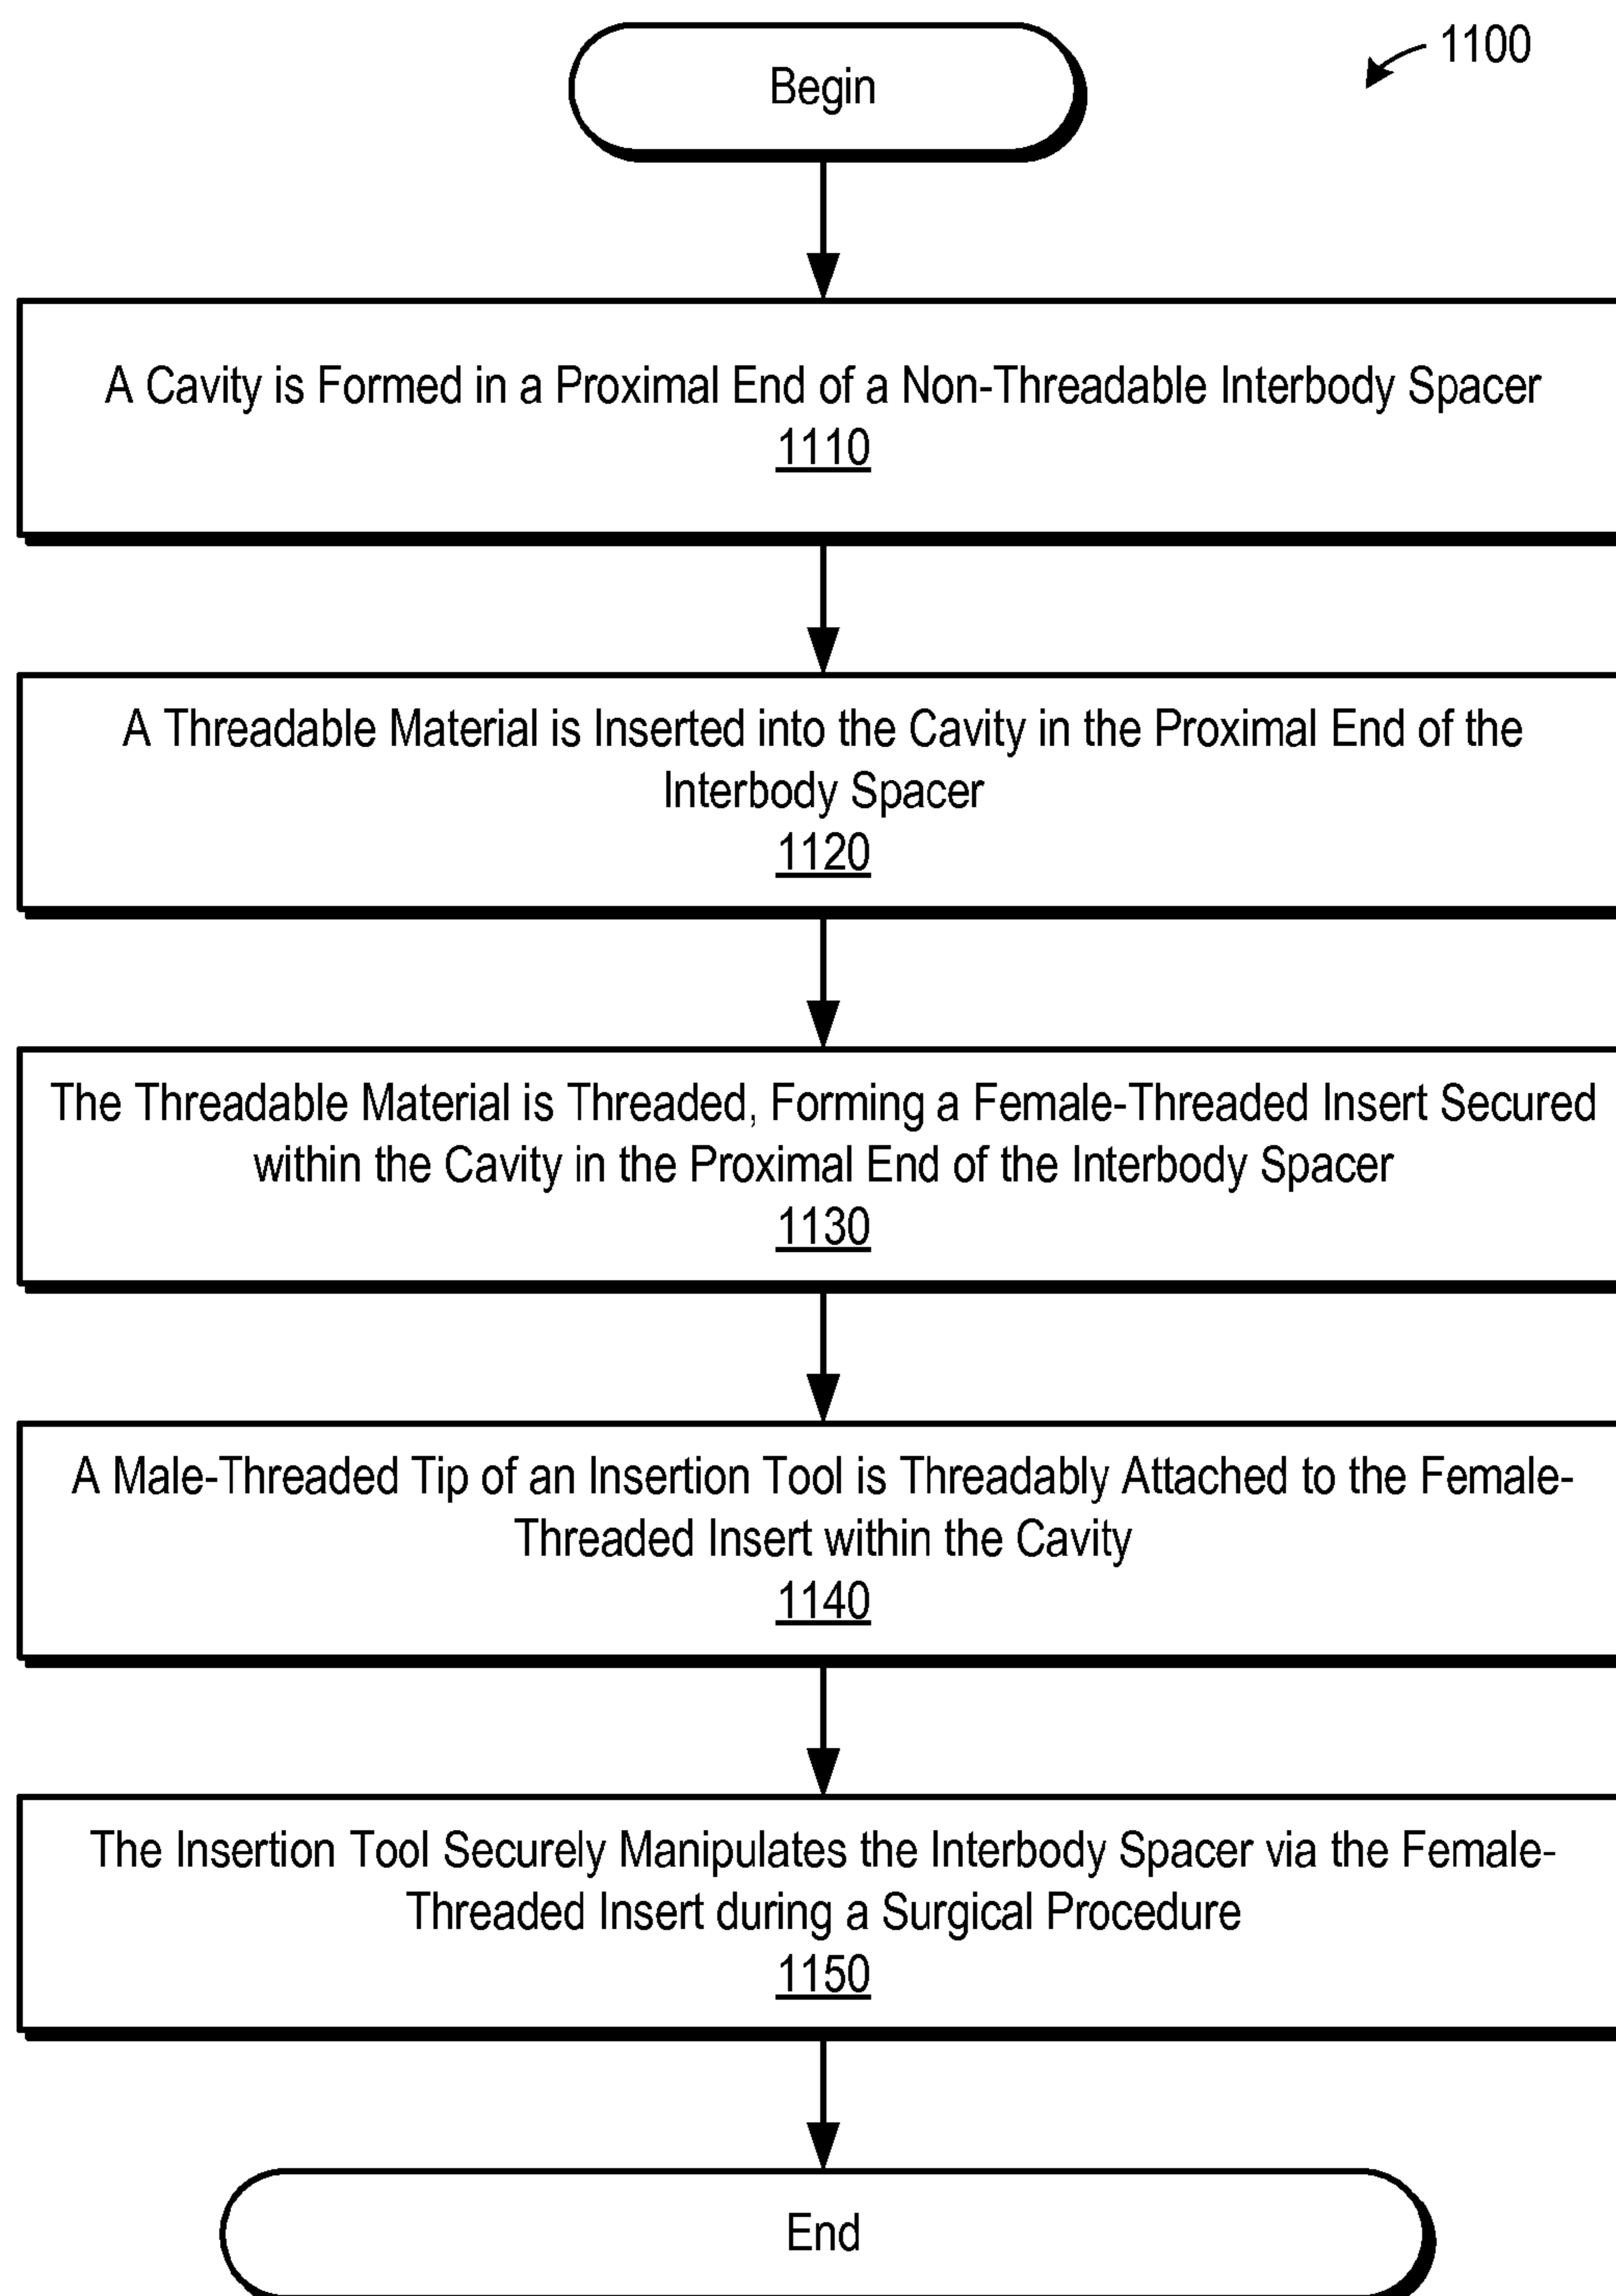 Begin
1100
A Cavity is Formed in a Proximal End of a Non-Threadable Interbody Spacer
1110
A Threadable Material is Inserted into the Cavity in the Proximal End of the
Interbody Spacer
1120
The Threadable Material is Threaded, Forming a Female-Threaded Insert Secured
within the Cavity in the Proximal End of the Interbody Spacer
1130
A Male-Threaded Tip of an Insertion Tool is Threadably Attached to the Female-
Threaded Insert within the Cavity
1140
The Insertion Tool Securely Manipulates the Interbody Spacer via the Female-
Threaded Insert during a Surgical Procedure
1150
End